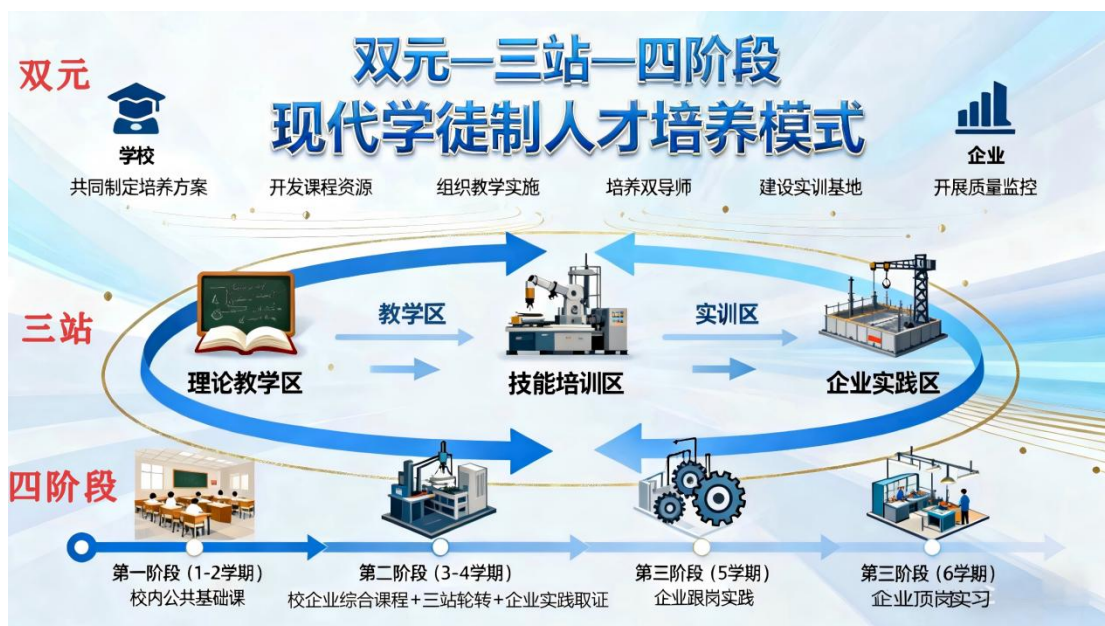 双元
双元—三站—四阶段
现代学徒制人才培养模式
学校
企业
共同制定培养方案
开发课程资源
组织教学实施
培养双导师
建设实训基地
开展质量监控
三站
教学区
实训区
理论教学区
技能培训区
企业实践区
四阶段
第一阶段 (1-2学期)
校内公共基础课
第二阶段 (3-4学期)
校企业综合课程+三站轮转+企业实践取证
第三阶段 (5学期)
企业跟岗实践
第三阶段 (6学期)
企业顶岗实习